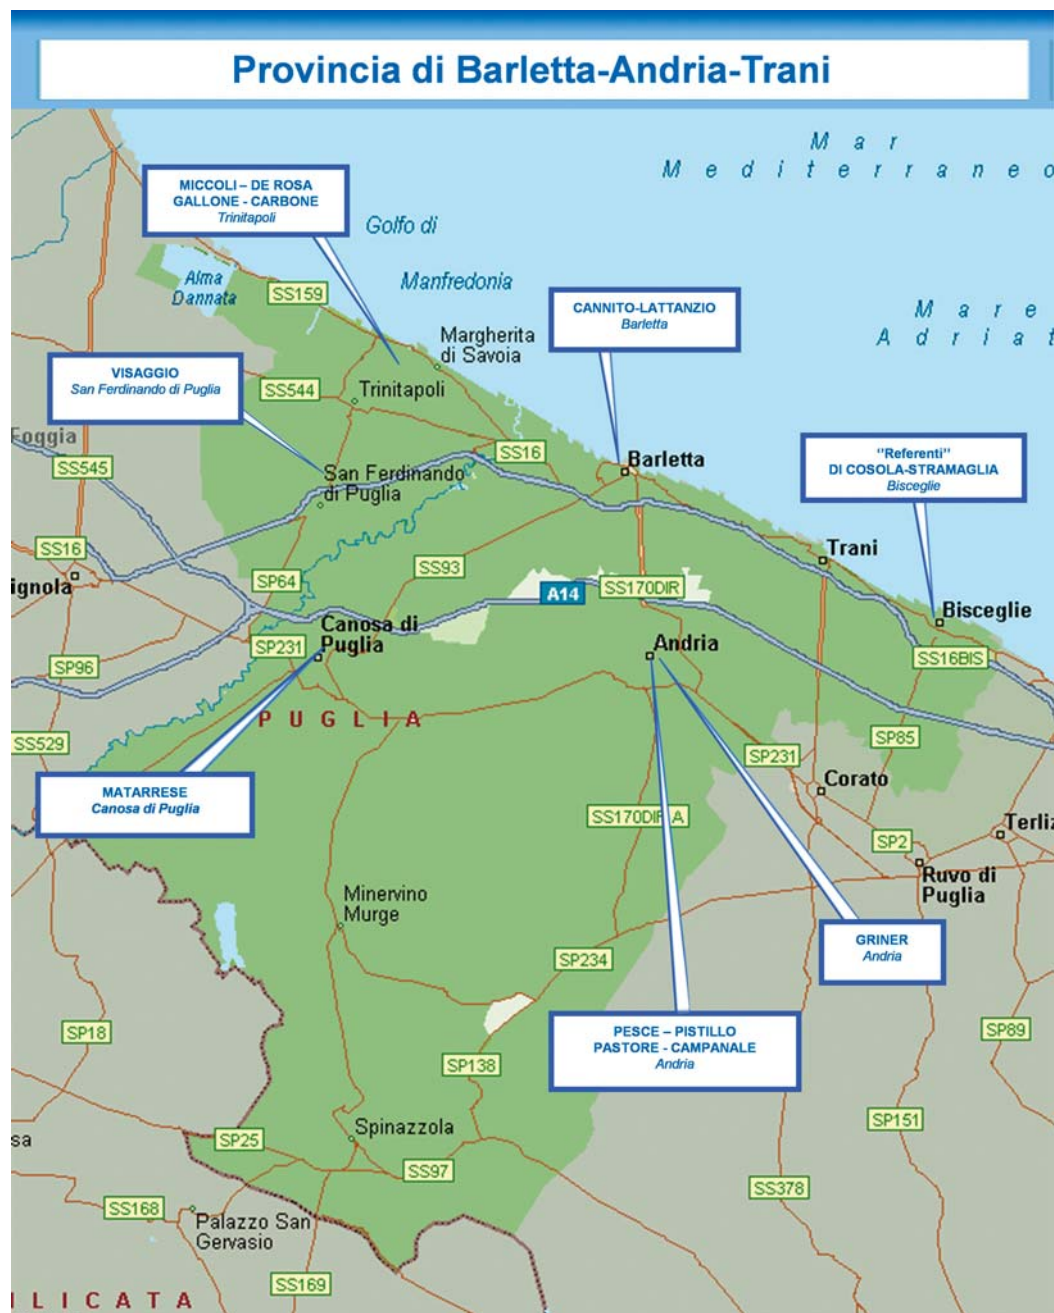 Provincia di Barletta-Andria-Trani
Mar
Mediterraneo
MICCOLI – DE ROSA
GALLONE - CARBONE
Trinitapoli
Golfo di
Manfredonia
Alma
Dannata
SS159
CANNITO-LATTANZIO
Barletta
Mare
Adriat
Margherita
di Savoia
VISAGGIO
San Ferdinando di Puglia
SS544
Trinitapoli
Foggia
SS545
SS16
Barletta
San Ferdinando
di Puglia
"Referenti"
DI COSOLA-STRAMAGLIA
Bisceglie
SS16
Trani
ignola
SP64
SS93
A14
SS170DIR
Bisceglie
Canosa di
Puglia
SP231
Andria
SS16BIS
SP96
PUGLIA
SS529
SP85
SP231
MATARRESE
Canosa di Puglia
Corato
SS170DIR A
SP2
Terliz
Ruvo di
Puglia
Minervino
Murge
GRINER
Andria
SP234
PESCE – PISTILLO
PASTORE - CAMPANALE
Andria
SP18
SP89
SP138
SP151
Spinazzola
sa
SP25
SS97
SS378
SS168
Palazzo San
Gervasio
SS169
ILICATA